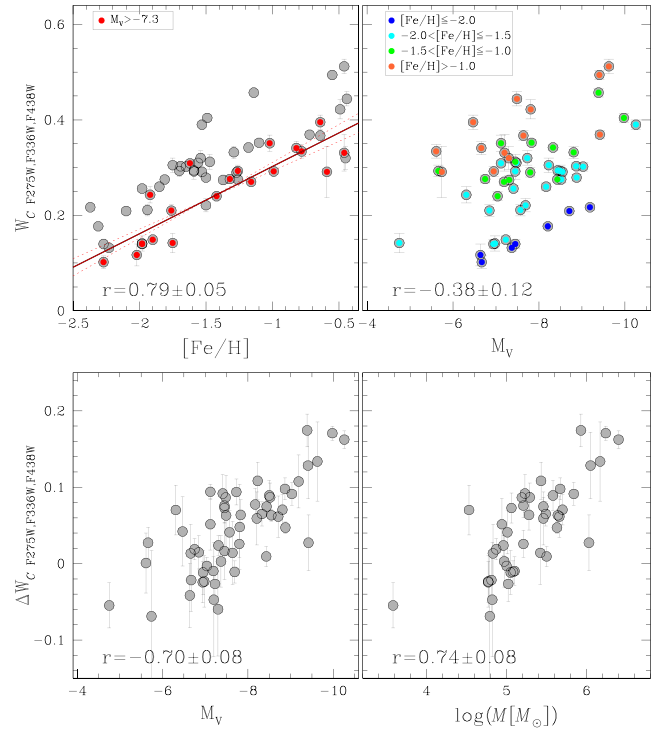 M_V>−7.3
[Fe/H]≦−2.0
−2.0<[Fe/H]≦−1.5
−1.5<[Fe/H]≦−1.0
[Fe/H]>−1.0
W_C F275W,F336W,F438W
0.6
0.4
0.2
0
r=0.79±0.05
r=−0.38±0.12
−2.5 −2 −1.5 −1 −0.5
−4 −6 −8 −10
[Fe/H]
M_V
ΔW_C F275W,F336W,F438W
0.2
0.1
0
−0.1
r=−0.70±0.08
r=0.74±0.08
−4 −5 −6 −7 −8 −9 −10
4 5 6
M_V
log(M[M_⊙])